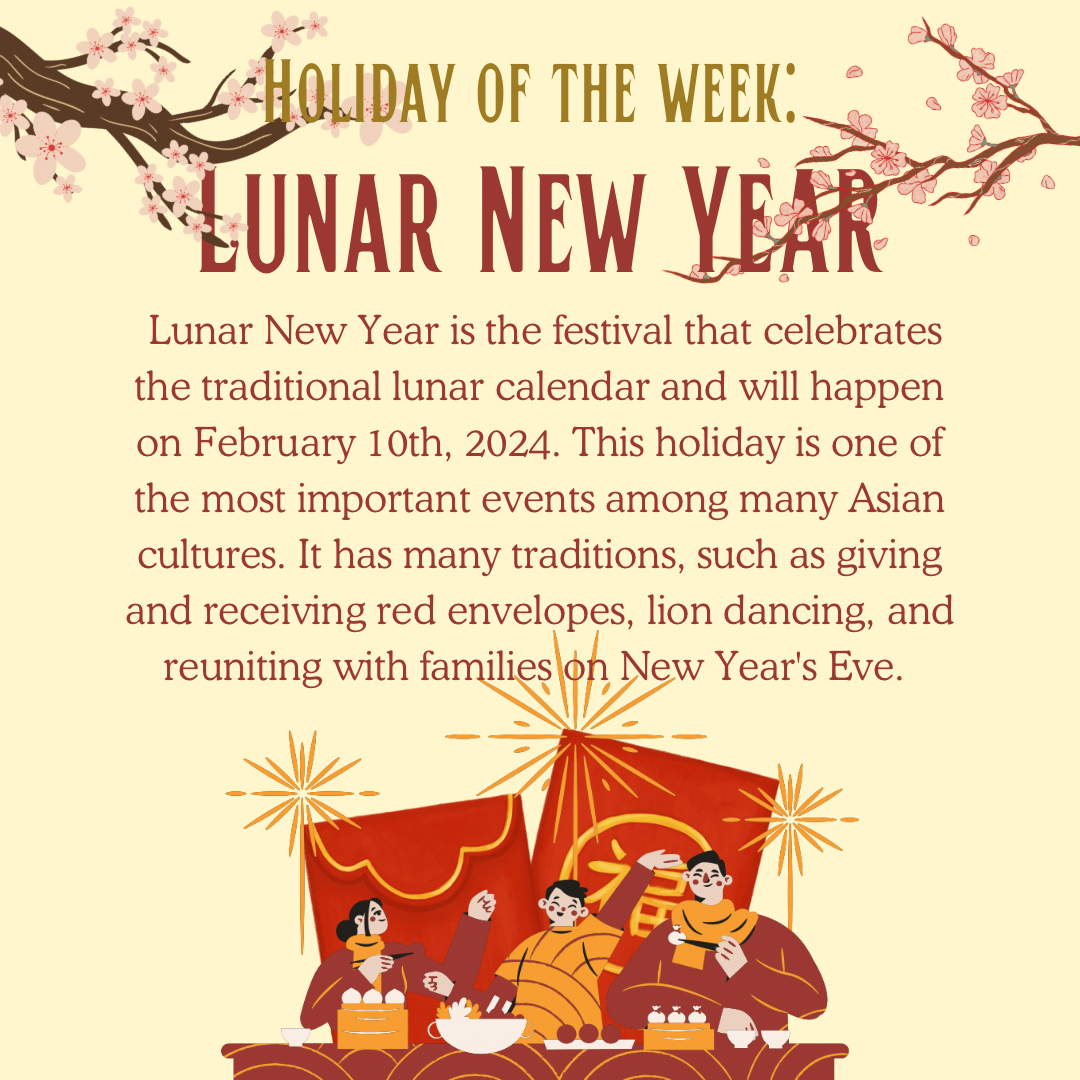 Holiday of the week:
Lunar New Year
Lunar New Year is the festival that celebrates
the traditional lunar calendar and will happen
on February 10th, 2024. This holiday is one of
the most important events among many Asian
cultures. It has many traditions, such as giving
and receiving red envelopes, lion dancing, and
reuniting with families on New Year's Eve.
福